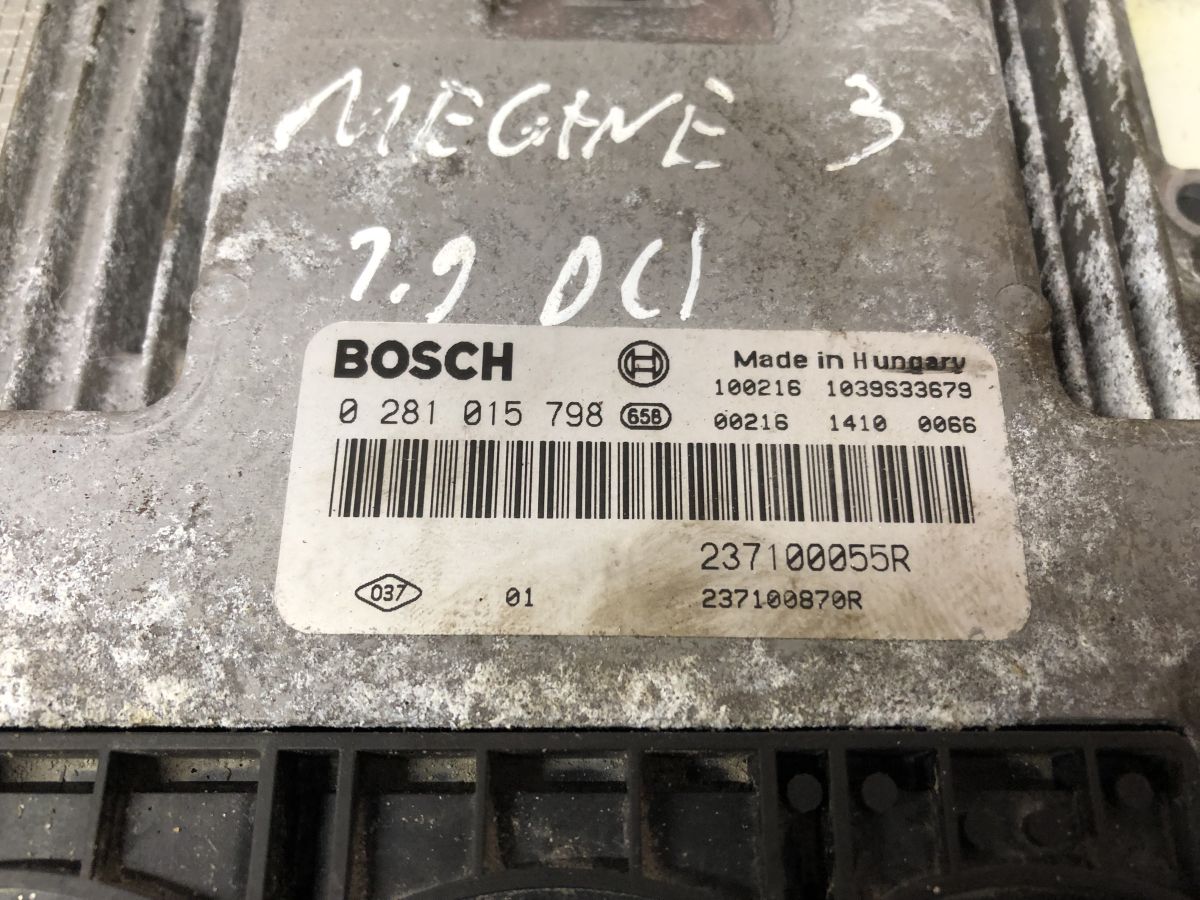 MEGANE 3
1.9 DCI
BOSCH Made in Hungary
100216 1039S33679
0 281 015 798 658 00216 1410 0066
237100055R
037 01 237100870R